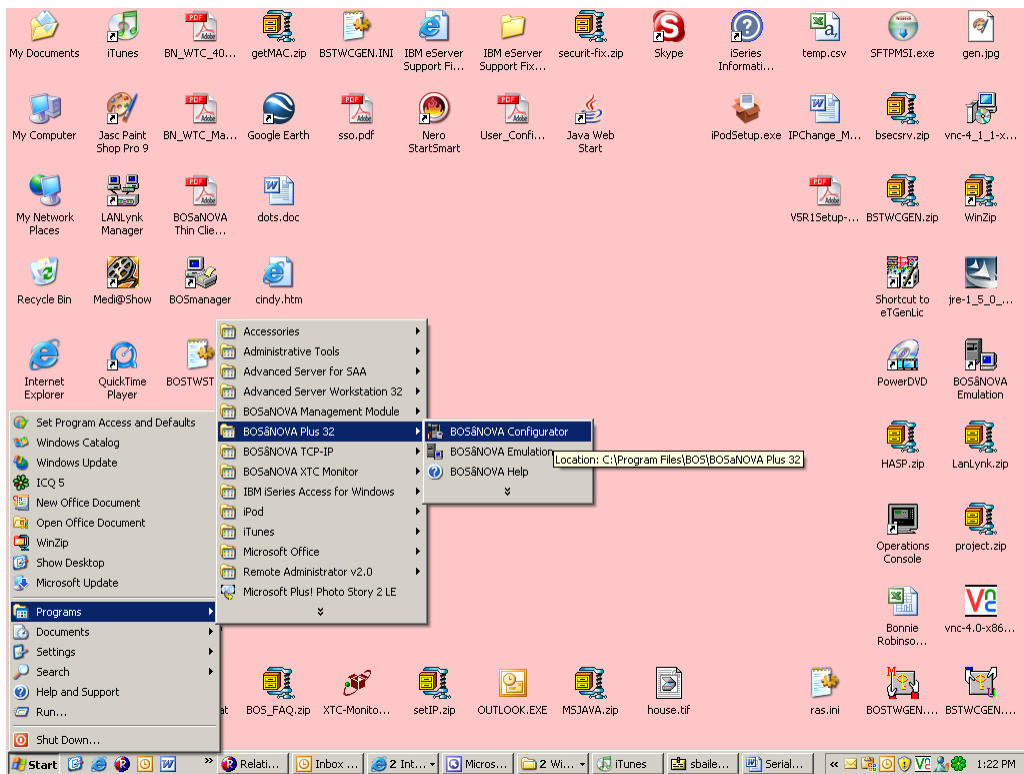 My Documents
iTunes
BN_WTC_40...
getMAC.zip
BSTWCGEN.INI
IBM eServer
Support Fi...
IBM eServer
Support Fix...
securit-fix.zip
Skype
iSeries
Informati...
temp.csv
SFTPMSI.exe
gen.jpg
My Computer
Jasc Paint
Shop Pro 9
BN_WTC_Ma...
Google Earth
sso.pdf
Nero
StartSmart
User_Confi...
Java Web
Start
iPodSetup.exe
IPChange_M...
bsecsrv.zip
vnc-4_1_1-x...
My Network
Places
LANLynk
Manager
BOSaNOVA
Thin Clie...
dots.doc
V5R1Setup-...
BSTWCGEN.zip
WinZip
Recycle Bin
Medi@Show
BOSmanager
cindy.htm
Shortcut to
eTGenLic
jre-1_5_0_...
Internet
Explorer
QuickTime
Player
BOSTWST
PowerDVD
BOSâNOVA
Emulation
HASP.zip
LanLynk.zip
Operations
Console
project.zip
Bonnie
Robinso...
vnc-4.0-x86...
at
BOS_FAQ.zip
XTC-Monito...
setIP.zip
OUTLOOK.EXE
MSJAVA.zip
house.tif
ras.ini
BOSTWGEN....
BSTWCGEN....
Accessories
Administrative Tools
Advanced Server for SAA
Advanced Server Workstation 32
BOSaNOVA Management Module
BOSâNOVA Plus 32
BOSâNOVA TCP-IP
BOSaNOVA XTC Monitor
IBM iSeries Access for Windows
iPod
iTunes
Microsoft Office
Remote Administrator v2.0
Microsoft Plus! Photo Story 2 LE
BOSâNOVA Configurator
BOSâNOVA Emulation
BOSâNOVA Help
Location: C:\Program Files\BOS\BOSaNOVA Plus 32
Set Program Access and Defaults
Windows Catalog
Windows Update
ICQ 5
New Office Document
Open Office Document
WinZip
Show Desktop
Microsoft Update
Programs
Documents
Settings
Search
Help and Support
Run...
Shut Down...
Start
»
Relati...
Inbox ...
2 Int...
Micros...
2 Wi...
iTunes
sbaile...
Serial...
«
1:22 PM